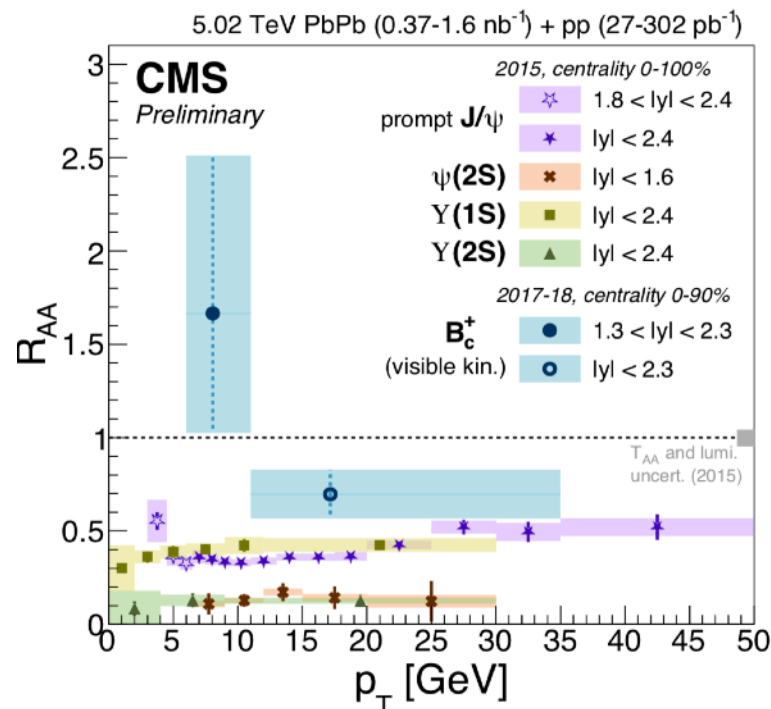 5.02 TeV PbPb (0.37-1.6 nb⁻¹) + pp (27-302 pb⁻¹)
CMS
Preliminary
2015, centrality 0-100%
prompt J/ψ
1.8 < |y| < 2.4
|y| < 2.4
ψ(2S) |y| < 1.6
Υ(1S) |y| < 2.4
Υ(2S) |y| < 2.4
2017-18, centrality 0-90%
B_c^+ 1.3 < |y| < 2.3
(visible kin.) |y| < 2.3
T_AA and lumi.
uncert. (2015)
R_AA
3
2.5
2
1.5
1
0.5
0
0 5 10 15 20 25 30 35 40 45 50
p_T [GeV]